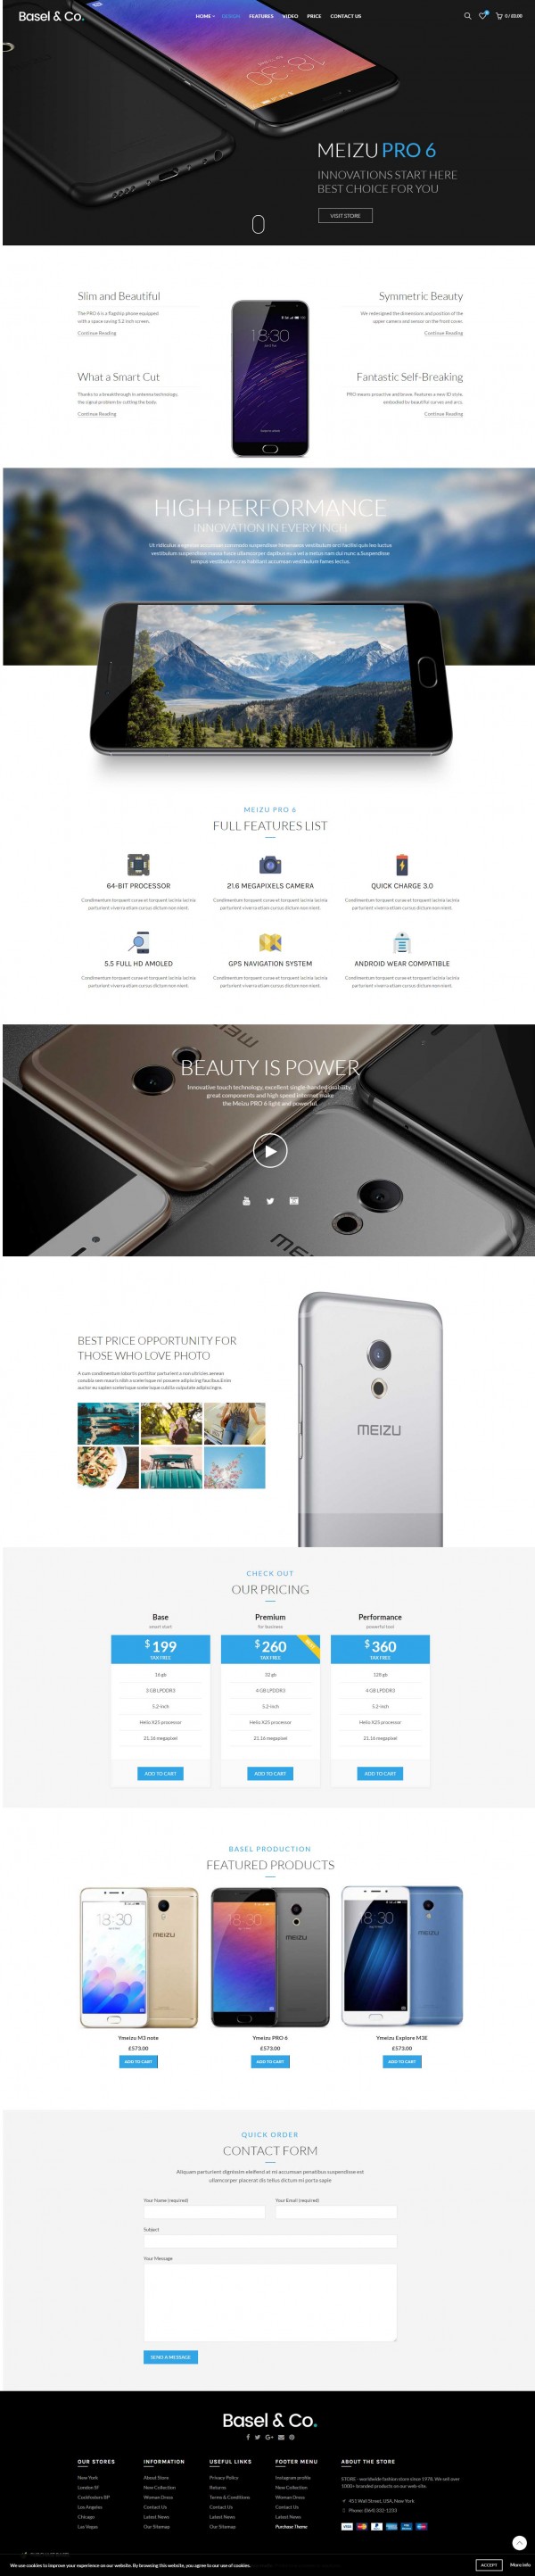 Basel & Co.
HOME DESIGN FEATURES VIDEO PRICE CONTACT US
0 / £0.00
MEIZU PRO 6
INNOVATIONS START HERE
BEST CHOICE FOR YOU
VISIT STORE
Slim and Beautiful
The PRO 6 is a flagship phone equipped
with a space-saving 5.2 inch screen.
Continue Reading
Symmetric Beauty
We redesigned the dimensions and position of the
upper camera and sensor on the front cover.
Continue Reading
18:30
What a Smart Cut
Thanks to a breakthrough in antenna technology,
the signal problem by cutting the body.
Continue Reading
Fantastic Self-Breaking
PRO means proactive and brave. Features a new ID style,
embodied by beautiful curves and arcs.
Continue Reading
HIGH PERFORMANCE
INNOVATION IN EVERY INCH
MEIZU PRO 6
FULL FEATURES LIST
64-BIT PROCESSOR
Condimentum torquent curae et torquent lacinia lacinia
parturient viverra etiam cursus dictum non nient.
21.6 MEGAPIXELS CAMERA
Condimentum torquent curae et torquent lacinia lacinia
parturient viverra etiam cursus dictum non nient.
QUICK CHARGE 3.0
Condimentum torquent curae et torquent lacinia lacinia
parturient viverra etiam cursus dictum non nient.
5.5 FULL HD AMOLED
Condimentum torquent curae et torquent lacinia lacinia
parturient viverra etiam cursus dictum non nient.
GPS NAVIGATION SYSTEM
Condimentum torquent curae et torquent lacinia lacinia
parturient viverra etiam cursus dictum non nient.
ANDROID WEAR COMPATIBLE
Condimentum torquent curae et torquent lacinia lacinia
parturient viverra etiam cursus dictum non nient.
BEAUTY IS POWER
Innovative touch technology, excellent single-handed usability,
great components and high speed internet make
the Meizu PRO 6 light and powerful.
BEST PRICE OPPORTUNITY FOR
THOSE WHO LOVE PHOTO
MEIZU
CHECK OUT
OUR PRICING
Base
smart start
$199
TAX FREE
16 gb
3 GB LPDDR3
5.2-inch
Helio X25 processor
21.16 megapixel
ADD TO CART
Premium
for business
$260
TAX FREE
32 gb
4 GB LPDDR3
5.2-inch
Helio X25 processor
21.16 megapixel
ADD TO CART
Performance
powerful tool
$360
TAX FREE
128 gb
4 GB LPDDR3
5.2-inch
Helio X25 processor
21.16 megapixel
ADD TO CART
BASEL PRODUCTION
FEATURED PRODUCTS
18:30 MEIZU
18:30 MEIZU
18:30 MEIZU
Ymeizu M3 note
£573.00
ADD TO CART
Ymeizu PRO 6
£573.00
ADD TO CART
Ymeizu Explore M3E
£573.00
ADD TO CART
QUICK ORDER
CONTACT FORM
Aliquam parturient dignissim eleifend at mi accumsan penatibus suspendisse est
ullamcorper placerat dic tellus dictum mi porta sapie
Your Name (required)
Your Email (required)
Subject
Your Message
SEND A MESSAGE
Basel & Co.
OUR STORES
New York
London SF
Cockfosters BP
Los Angeles
Chicago
Las Vegas
INFORMATION
About Store
New Collection
Woman Dress
Contact Us
Latest News
Our Sitemap
USEFUL LINKS
Privacy Policy
Returns
Terms & Conditions
Contact Us
Latest News
Our Sitemap
FOOTER MENU
Instagram profile
New Collection
Woman Dress
Contact Us
Latest News
Purchase Theme
ABOUT THE STORE
STORE - worldwide fashion store since 1978. We sell over
1000+ branded products on our web-site.
451 Wall Street, USA, New York
Phone: (064) 332-1233
We use cookies to improve your experience on our website. By browsing this website, you agree to our use of cookies.
ACCEPT
More info